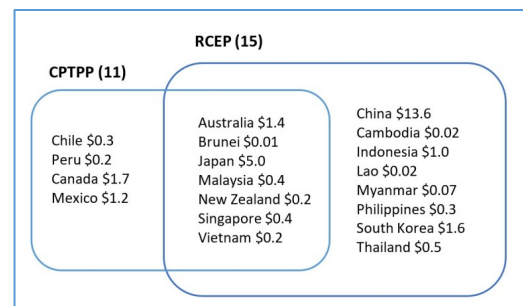 RCEP (15)
CPTPP (11)
Chile $0.3
Peru $0.2
Canada $1.7
Mexico $1.2
Australia $1.4
Brunei $0.01
Japan $5.0
Malaysia $0.4
New Zealand $0.2
Singapore $0.4
Vietnam $0.2
China $13.6
Cambodia $0.02
Indonesia $1.0
Lao $0.02
Myanmar $0.07
Philippines $0.3
South Korea $1.6
Thailand $0.5